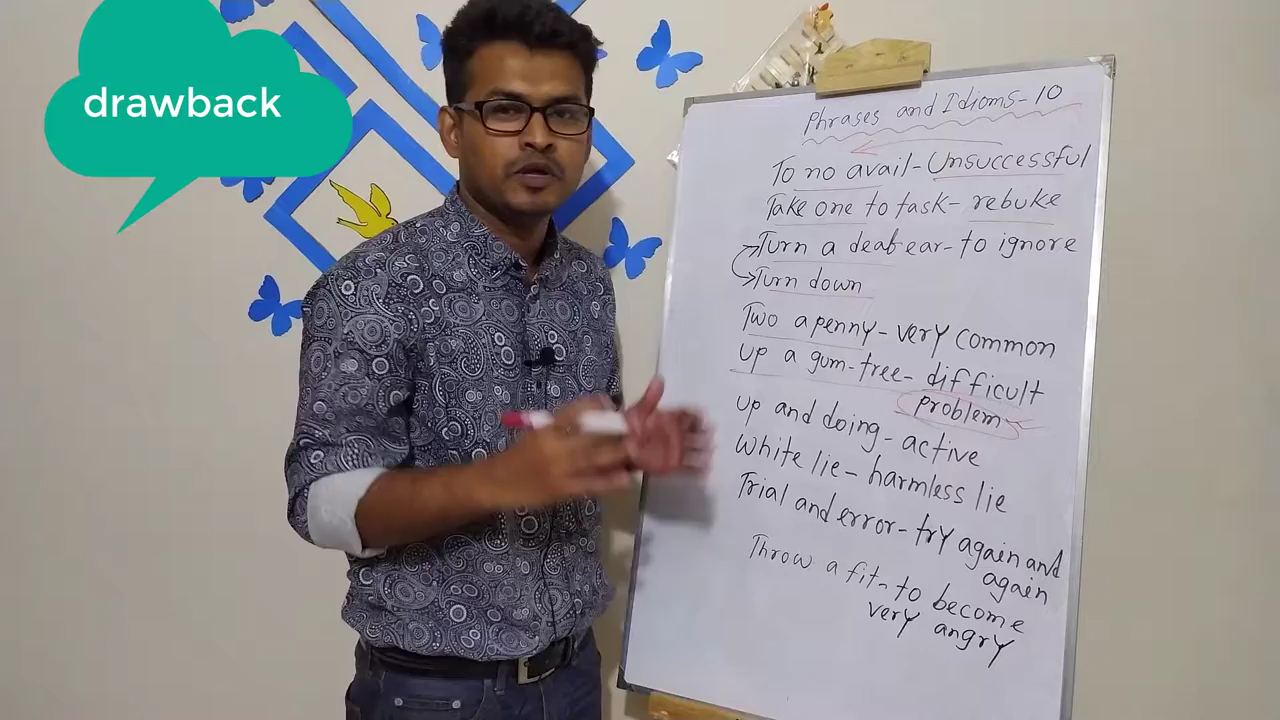 drawback
Phrases and Idioms-10
To no avail-Unsuccessful
Take one to task- rebuke
Turn a deaf ear- to ignore
Turn down
Two a penny- very common
up a gum-tree- difficult
problem
up and doing- active
White lie- harmless lie
Trial and error- try again and
again
Throw a fit- to become
very angry